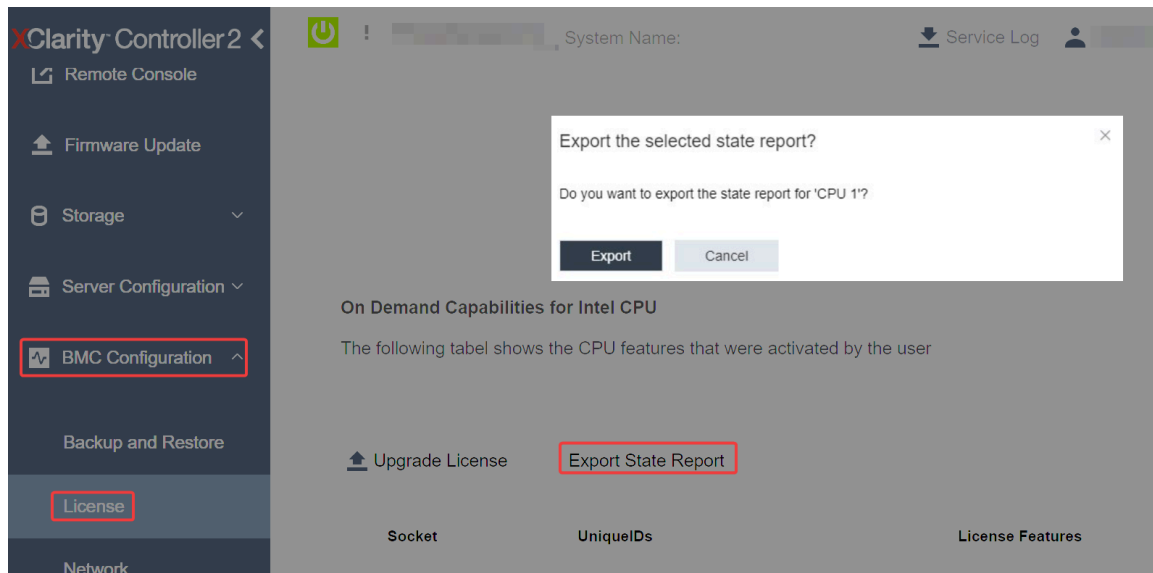 XClarity Controller 2
System Name:
Service Log
Remote Console
Firmware Update
Storage
Server Configuration
BMC Configuration
Backup and Restore
License
Network
Export the selected state report?
Do you want to export the state report for 'CPU 1'?
Export
Cancel
On Demand Capabilities for Intel CPU
The following tabel shows the CPU features that were activated by the user
Upgrade License
Export State Report
Socket
UniqueIDs
License Features